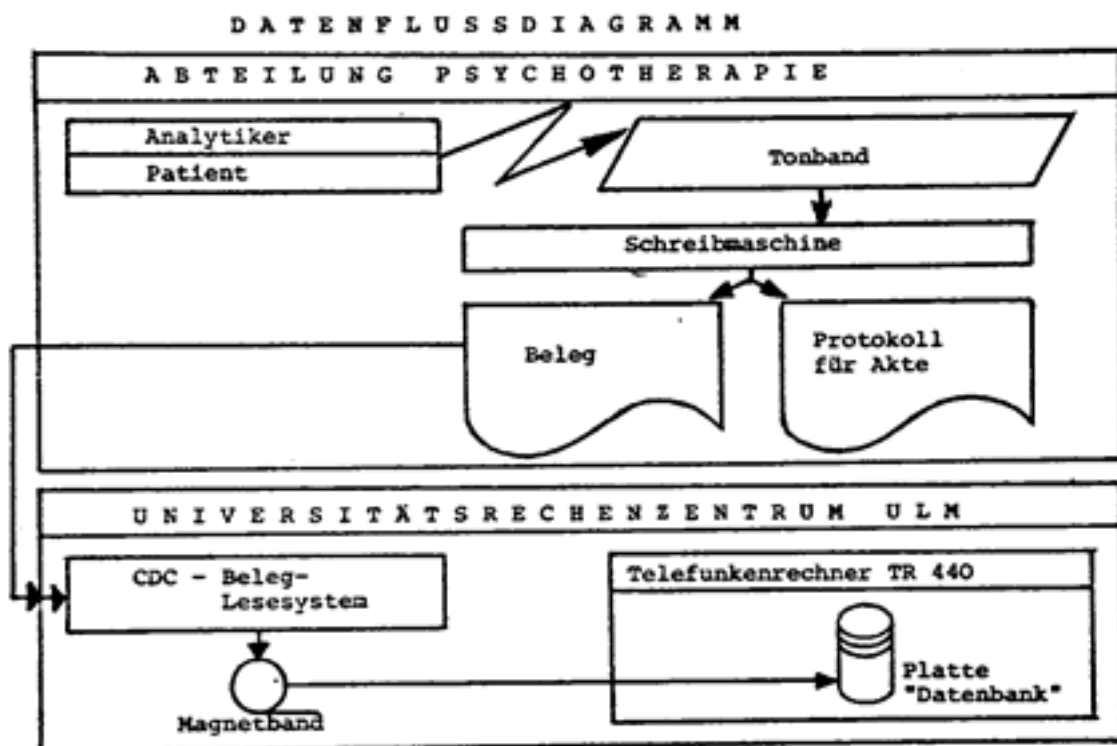 DATENFLUSSDIAGRAMM
ABTEILUNG PSYCHOTHERAPIE
Analytiker
Patient
Tonband
Schreibmaschine
Beleg
Protokoll
für Akte
UNIVERSITÄTSRECHENZENTRUM ULM
CDC - Beleg-
Lesesystem
Telefunkenrechner TR 440
Platte
"Datenbank"
Magnetband